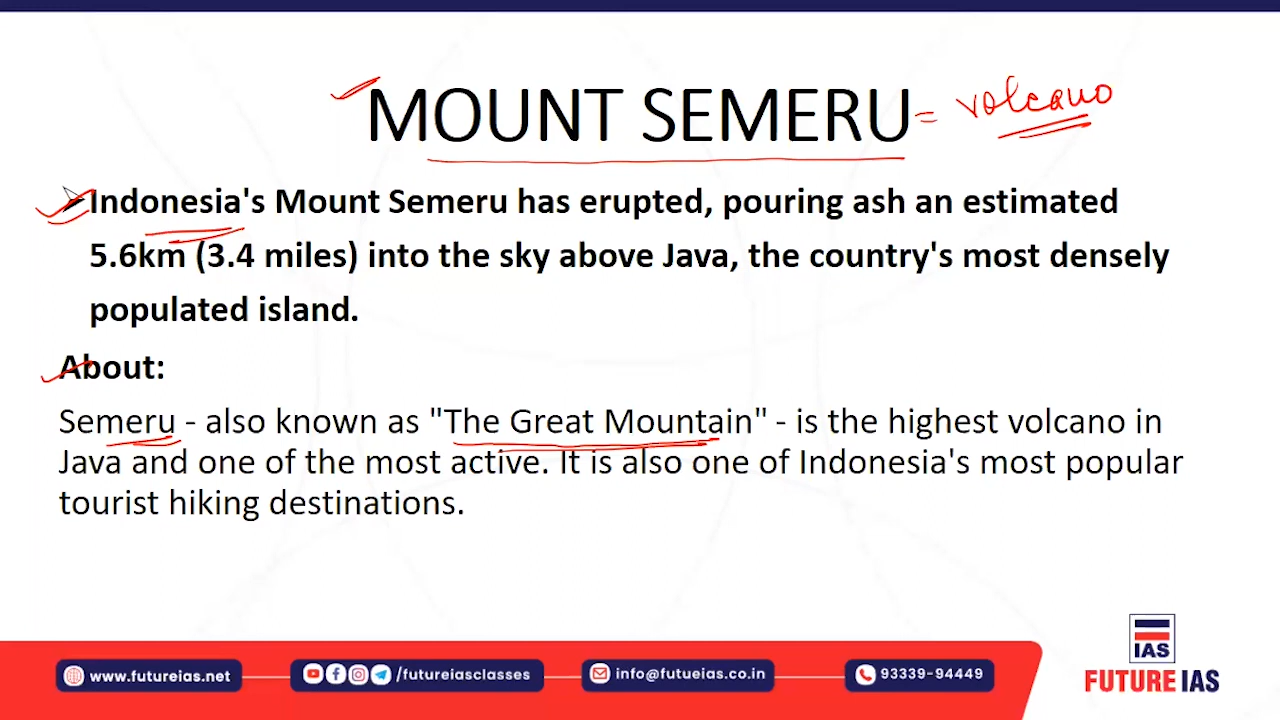 MOUNT SEMERU = volcano
Indonesia's Mount Semeru has erupted, pouring ash an estimated
5.6km (3.4 miles) into the sky above Java, the country's most densely
populated island.
About:
Semeru - also known as "The Great Mountain" - is the highest volcano in
Java and one of the most active. It is also one of Indonesia's most popular
tourist hiking destinations.
IAS
FUTURE IAS
www.futureias.net
/futureiasclasses
info@futueias.co.in
93339-94449